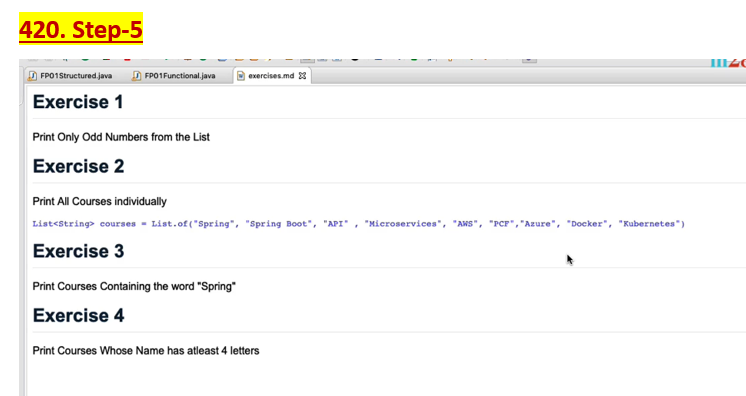 420. Step-5
FP01Structured.java FP01Functional.java exercises.md
Exercise 1
Print Only Odd Numbers from the List
Exercise 2
Print All Courses individually
List<String> courses = List.of("Spring", "Spring Boot", "API" , "Microservices", "AWS", "PCF","Azure", "Docker", "Kubernetes")
Exercise 3
Print Courses Containing the word "Spring"
Exercise 4
Print Courses Whose Name has atleast 4 letters